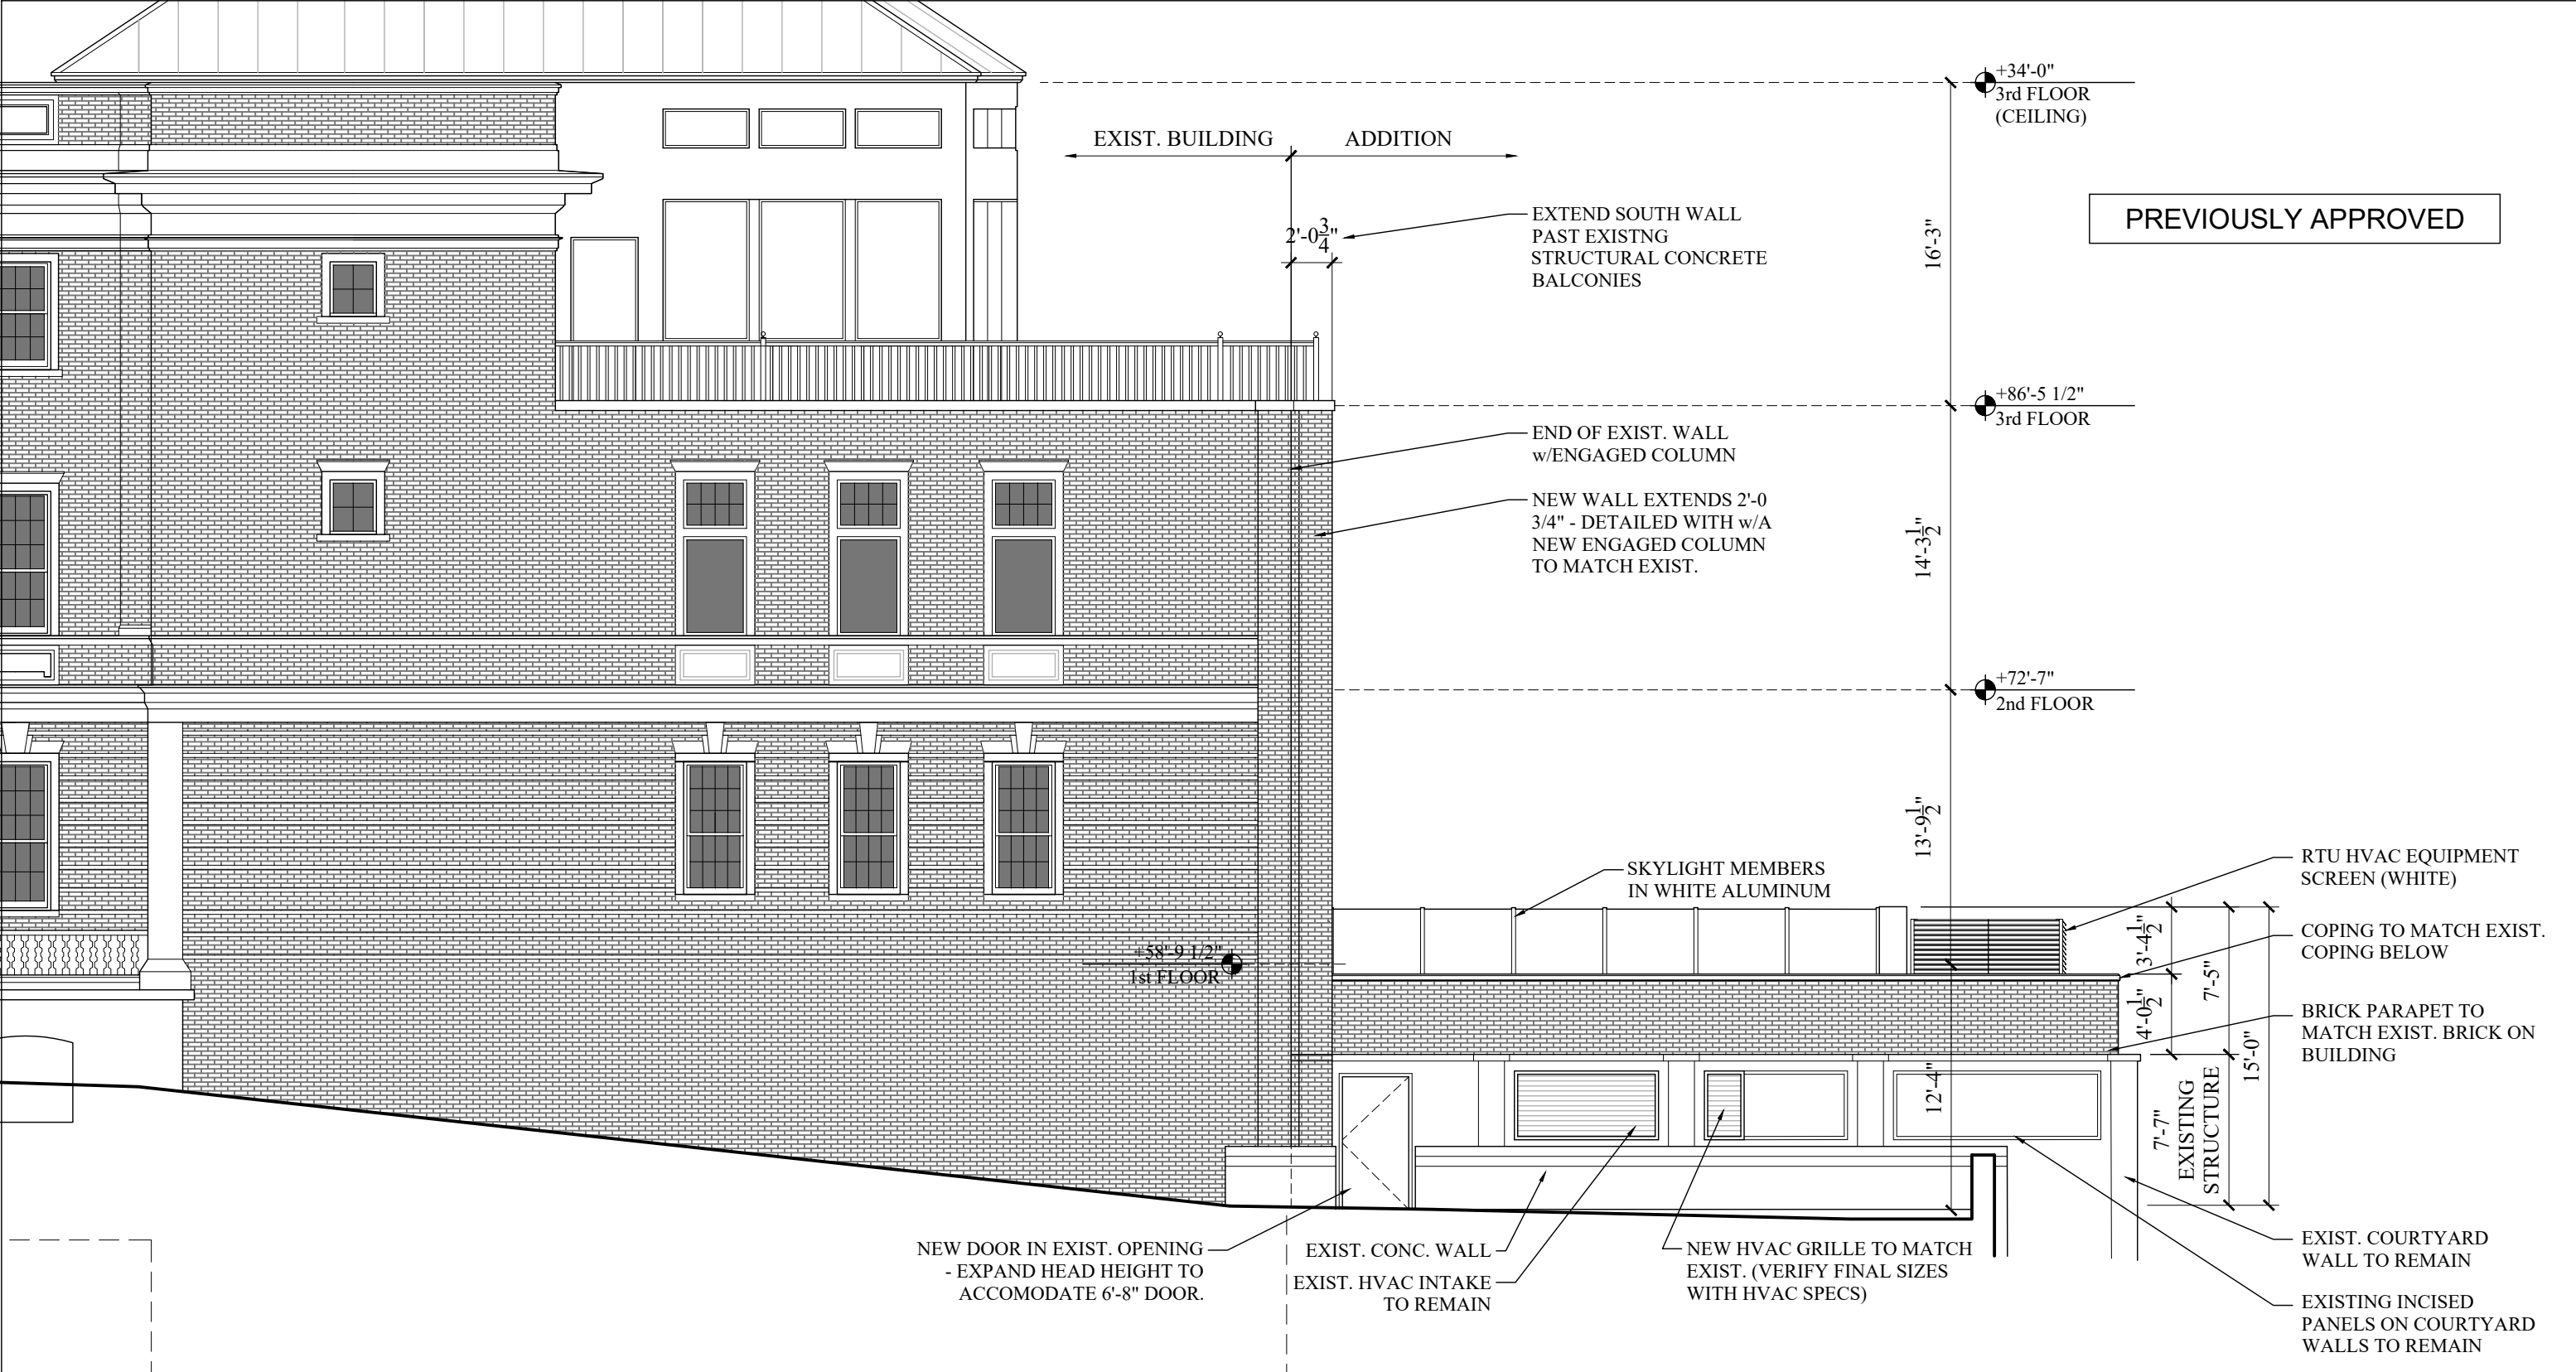 +34'-0"
3rd FLOOR
(CEILING)
EXIST. BUILDING
ADDITION
PREVIOUSLY APPROVED
2'-0 3/4"
EXTEND SOUTH WALL
PAST EXISTNG
STRUCTURAL CONCRETE
BALCONIES
16'-3"
+86'-5 1/2"
3rd FLOOR
END OF EXIST. WALL
w/ENGAGED COLUMN
NEW WALL EXTENDS 2'-0
3/4" - DETAILED WITH w/A
NEW ENGAGED COLUMN
TO MATCH EXIST.
14'-3 1/2"
+72'-7"
2nd FLOOR
13'-9 1/2"
SKYLIGHT MEMBERS
IN WHITE ALUMINUM
RTU HVAC EQUIPMENT
SCREEN (WHITE)
COPING TO MATCH EXIST.
COPING BELOW
+58'-9 1/2"
1st FLOOR
3'-4 1/2"
7'-5"
4'-0 1/2"
15'-0"
BRICK PARAPET TO
MATCH EXIST. BRICK ON
BUILDING
12'-4"
7'-7"
EXISTING
STRUCTURE
NEW DOOR IN EXIST. OPENING
- EXPAND HEAD HEIGHT TO
ACCOMODATE 6'-8" DOOR.
EXIST. CONC. WALL
EXIST. HVAC INTAKE
TO REMAIN
NEW HVAC GRILLE TO MATCH
EXIST. (VERIFY FINAL SIZES
WITH HVAC SPECS)
EXIST. COURTYARD
WALL TO REMAIN
EXISTING INCISED
PANELS ON COURTYARD
WALLS TO REMAIN